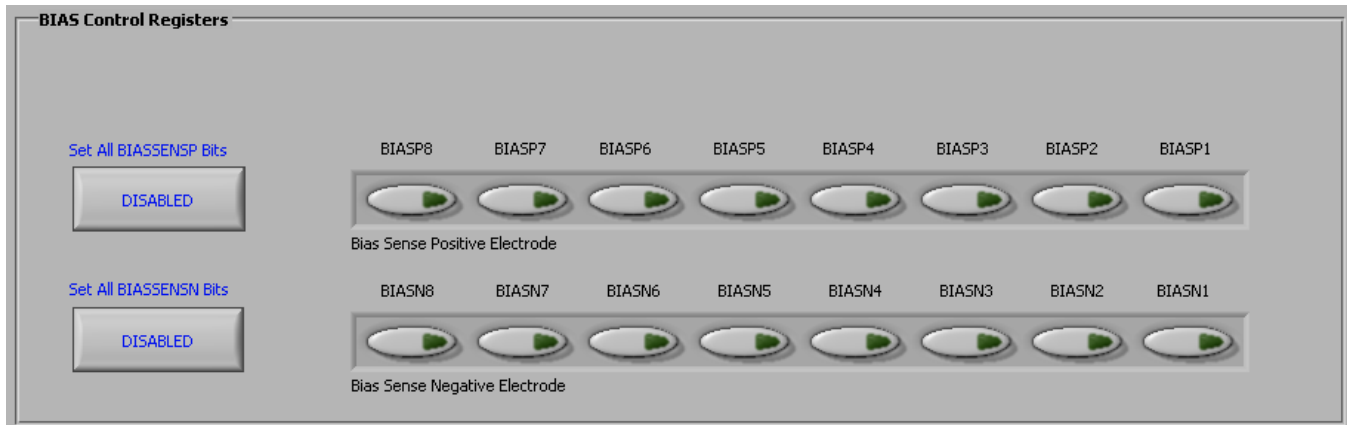 BIAS Control Registers
Set All BIASSENSP Bits
BIASP8 BIASP7 BIASP6 BIASP5 BIASP4 BIASP3 BIASP2 BIASP1
DISABLED
Bias Sense Positive Electrode
Set All BIASSENSN Bits
BIASN8 BIASN7 BIASN6 BIASN5 BIASN4 BIASN3 BIASN2 BIASN1
DISABLED
Bias Sense Negative Electrode